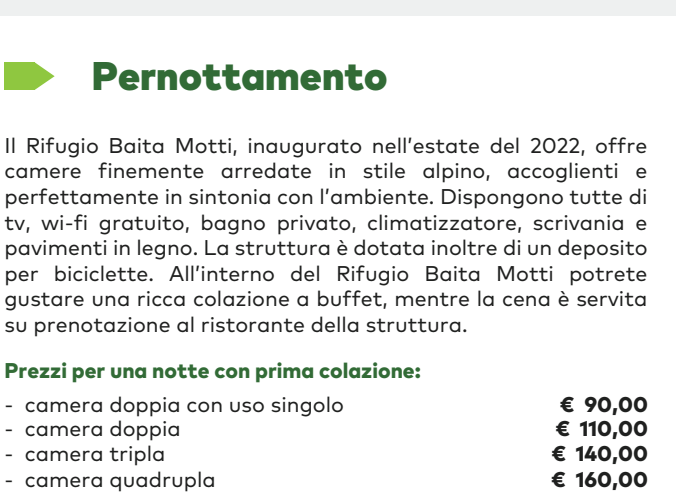 Pernottamento
Il Rifugio Baita Motti, inaugurato nell'estate del 2022, offre
camere finemente arredate in stile alpino, accoglienti e
perfettamente in sintonia con l'ambiente. Dispongono tutte di
tv, wi-fi gratuito, bagno privato, climatizzatore, scrivania e
pavimenti in legno. La struttura è dotata inoltre di un deposito
per biciclette. All'interno del Rifugio Baita Motti potrete
gustare una ricca colazione a buffet, mentre la cena è servita
su prenotazione al ristorante della struttura.
Prezzi per una notte con prima colazione:
- camera doppia con uso singolo € 90,00
- camera doppia € 110,00
- camera tripla € 140,00
- camera quadrupla € 160,00